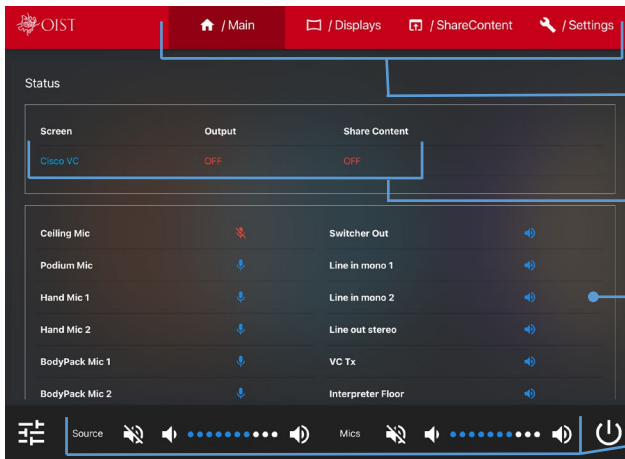 OIST
/ Main
/ Displays
/ ShareContent
/ Settings
Status
Screen Output Share Content
Cisco VC OFF OFF
Ceiling Mic Switcher Out
Podium Mic Line in mono 1
Hand Mic 1 Line in mono 2
Hand Mic 2 Line out stereo
BodyPack Mic 1 VC Tx
BodyPack Mic 2 Interpreter Floor
Source Mics